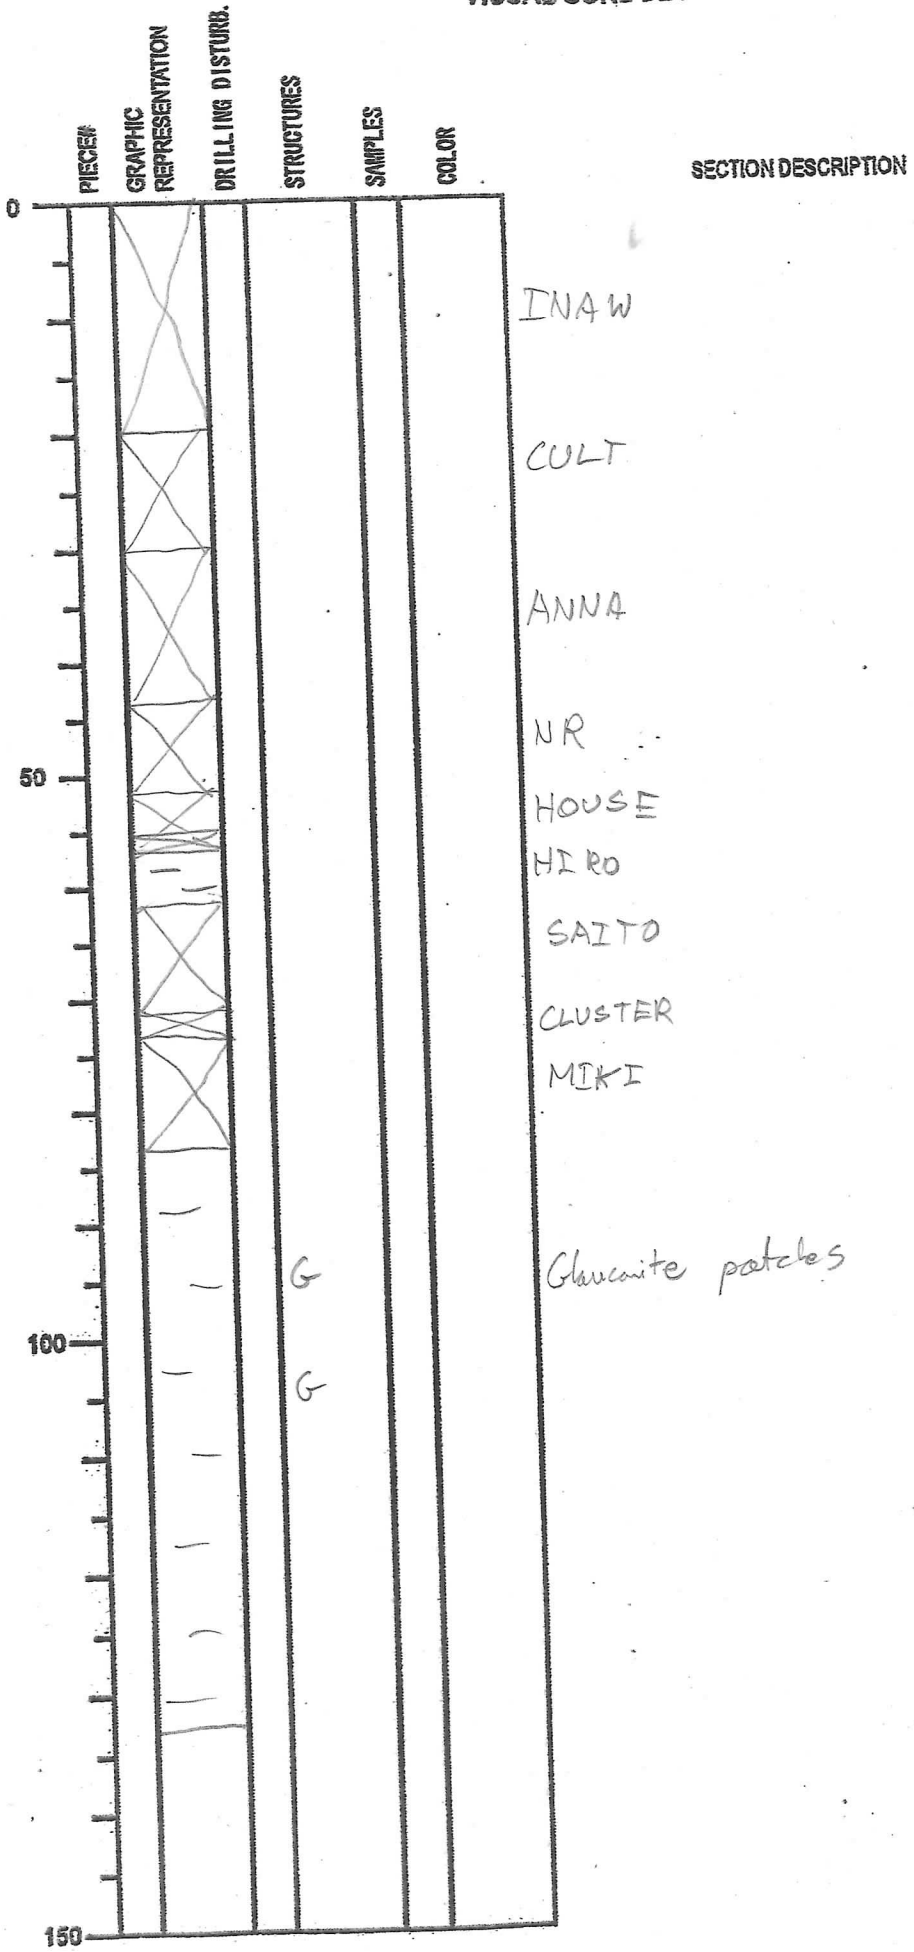 PIECE#
GRAPHIC
REPRESENTATION
DRILLING DISTURB.
STRUCTURES
SAMPLES
COLOR
SECTION DESCRIPTION
0
INAW
CULT
ANNA
NR
50
HOUSE
HIRO
SAITO
CLUSTER
MIKI
G
Glauconite patches
100
G
150